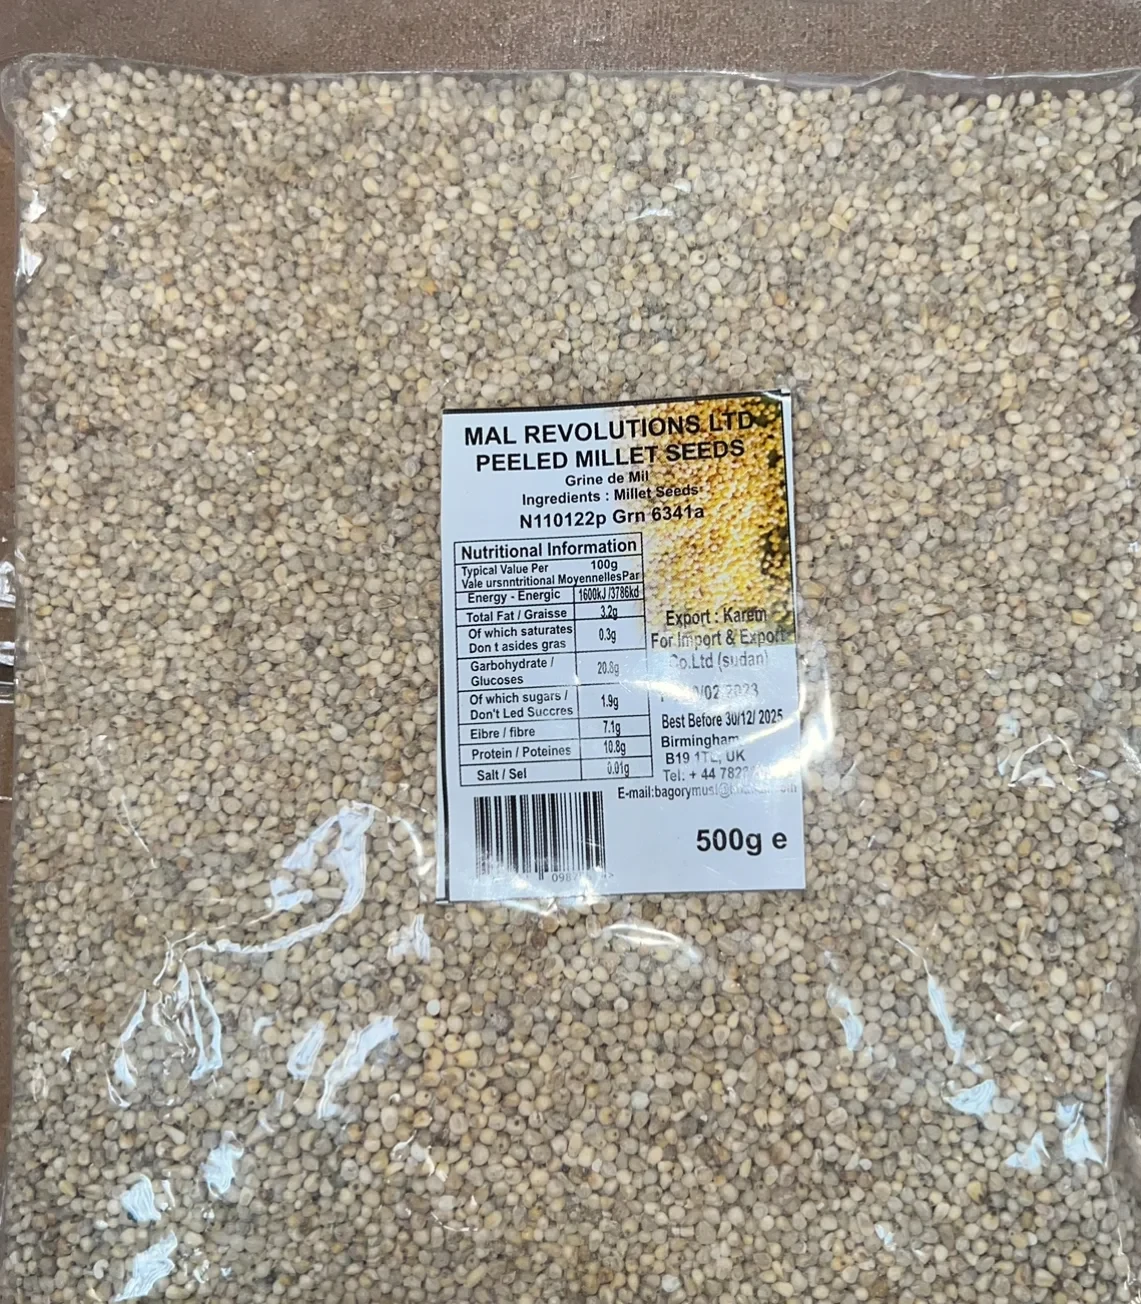 MAL REVOLUTIONS LTD
PEELED MILLET SEEDS
Grine de Mil
Ingredients : Millet Seeds
N110122p Grn 6341a
Nutritional Information
Typical Value Per 100g
Vale ursnntritional MoyennellesPar
Energy - Energic 1600kJ/3786kd
Total Fat / Graisse 3.2g
Of which saturates
Don t asides gras 0.3g
Garbohydrate /
Glucoses 20.8g
Of which sugars /
Don't Led Succres 1.9g
Eibre / fibre 7.1g
Protein / Poteines 10.8g
Salt / Sel 0.01g
Export : Karem
For Import & Export
Co.Ltd (sudan)
/02 2023
Best Before 30/12/ 2025
Birmingham
B19 UK
Tel: + 44
500g e